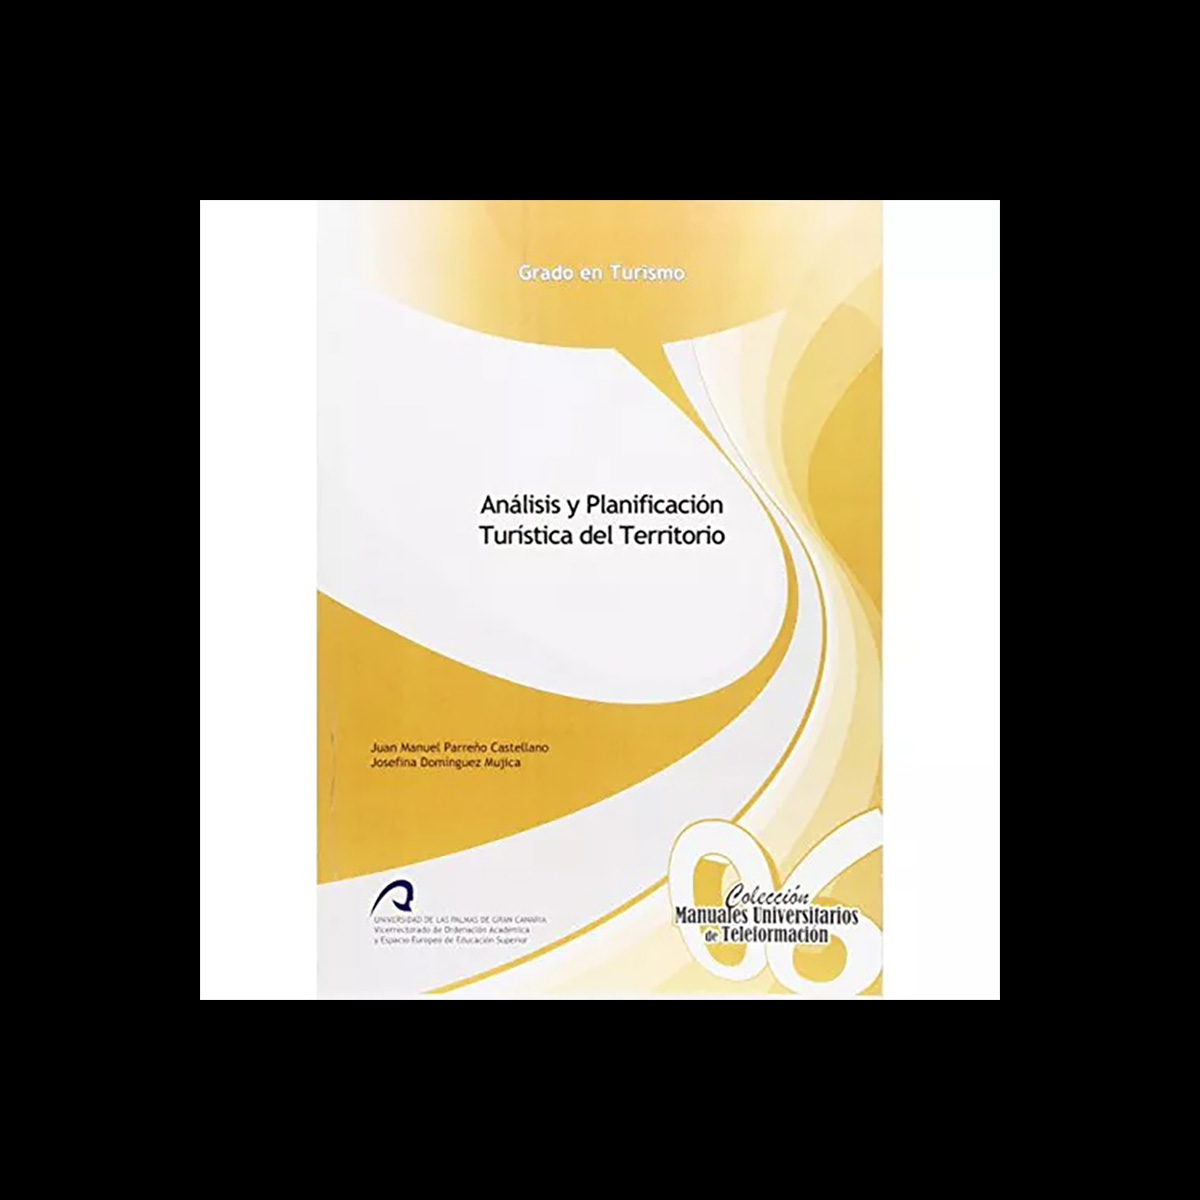 Grado en Turismo
Análisis y Planificación
Turística del Territorio
Juan Manuel Parreño Castellano
Josefina Domínguez Mujica
UNIVERSIDAD DE LAS PALMAS DE GRAN CANARIA
Vicerrectorado de Ordenación Académica
y Espacio Europeo de Educación Superior
06
Colección
Manuales Universitarios
de Teleformación